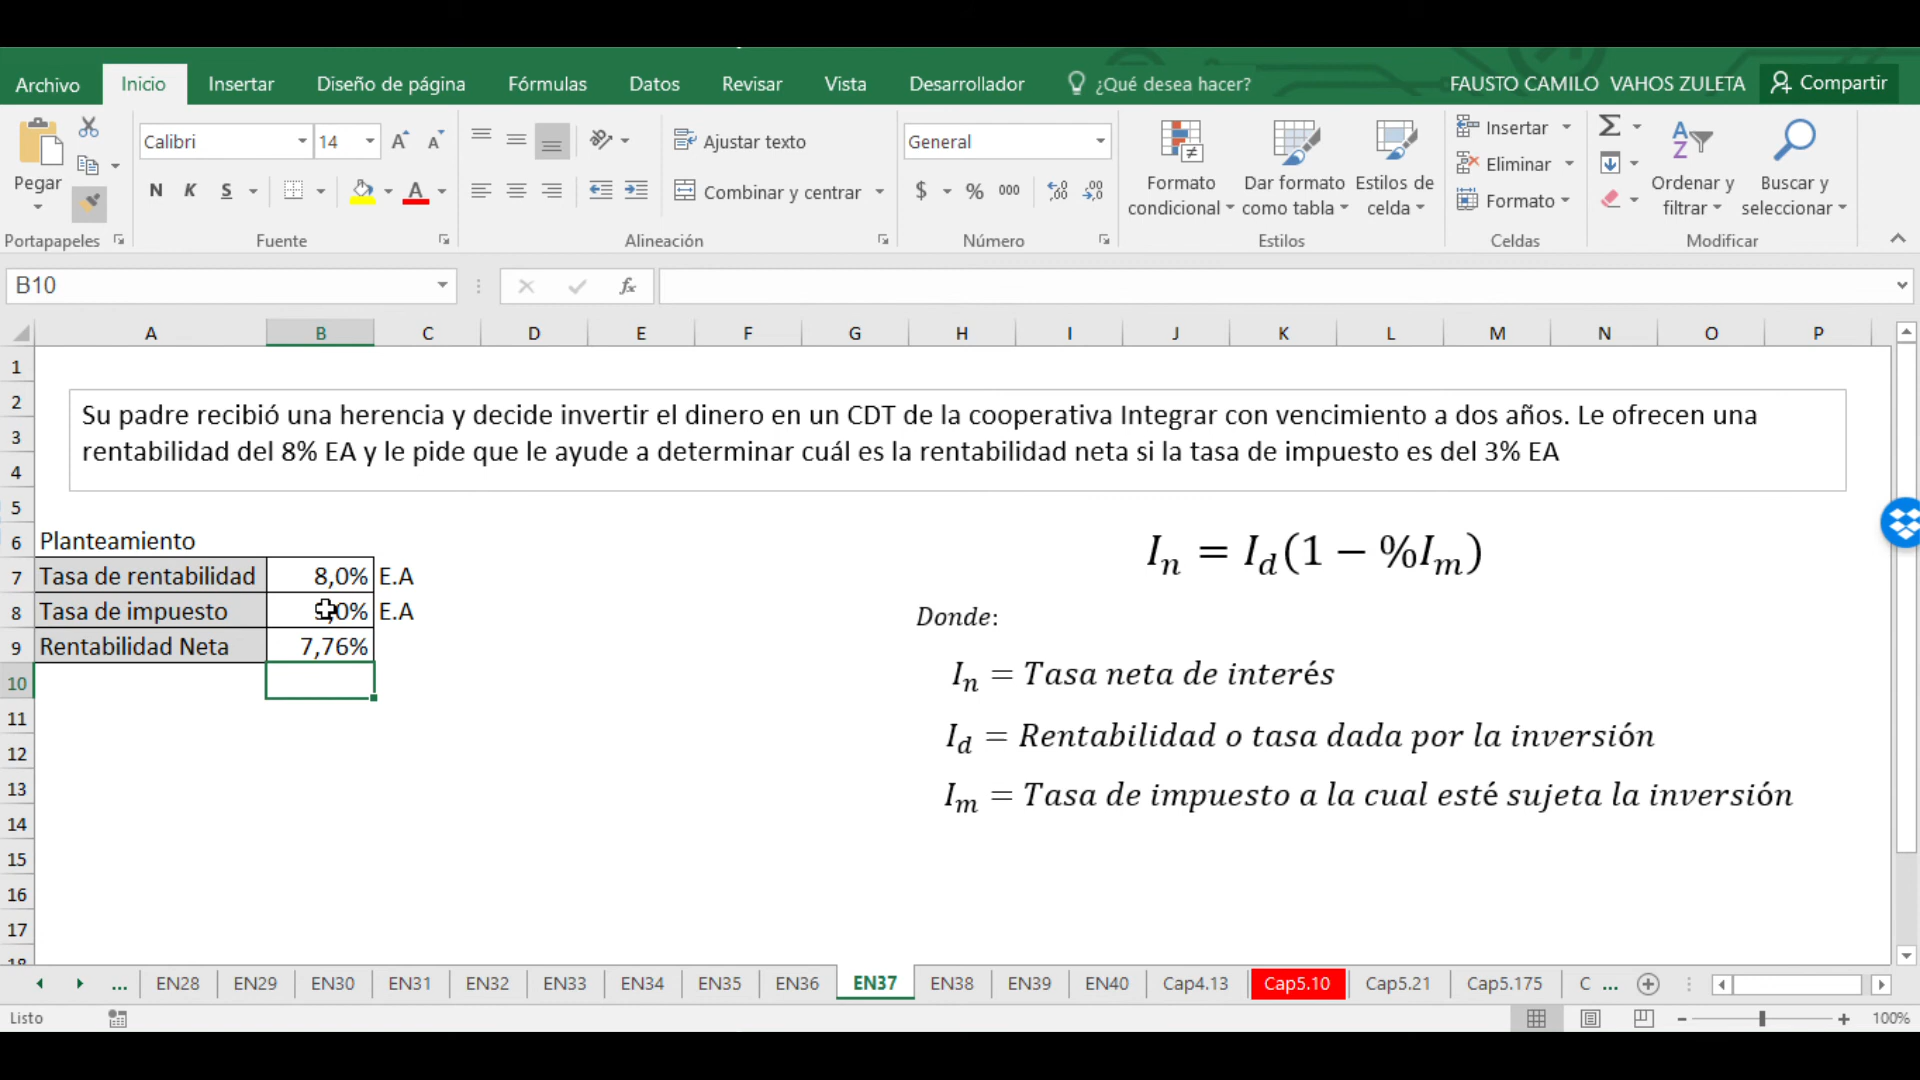 Archivo Inicio Insertar Diseño de página Fórmulas Datos Revisar Vista Desarrollador ¿Qué desea hacer? FAUSTO CAMILO VAHOS ZULETA Compartir
Pegar
Calibri 14
N K S
Ajustar texto
Combinar y centrar
General
$ % 000
Formato condicional
Dar formato como tabla
Estilos de celda
Insertar
Eliminar
Formato
Ordenar y filtrar
Buscar y seleccionar
Portapapeles Fuente Alineación Número Estilos Celdas Modificar
B10 fx
A B C D E F G H I J K L M N O P
1
2
3
4
5
6
7
8
9
10
11
12
13
14
15
16
17
18
Su padre recibió una herencia y decide invertir el dinero en un CDT de la cooperativa Integrar con vencimiento a dos años. Le ofrecen una
rentabilidad del 8% EA y le pide que le ayude a determinar cuál es la rentabilidad neta si la tasa de impuesto es del 3% EA
Planteamiento
Tasa de rentabilidad 8,0% E.A
Tasa de impuesto E.A
Rentabilidad Neta 7,76%
Iₙ = I_d(1 − %Iₘ)
Donde:
Iₙ = Tasa neta de interés
I_d = Rentabilidad o tasa dada por la inversión
Iₘ = Tasa de impuesto a la cual esté sujeta la inversión
... EN28 EN29 EN30 EN31 EN32 EN33 EN34 EN35 EN36 EN37 EN38 EN39 EN40 Cap4.13 Cap5.10 Cap5.21 Cap5.175 C ...
Listo 100%